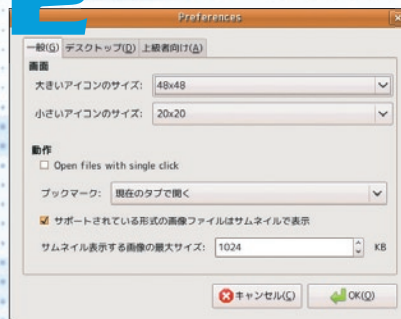 Preferences
一般(G) デスクトップ(D) 上級者向け(A)
画面
大きいアイコンのサイズ: 48x48
小さいアイコンのサイズ: 20x20
動作
Open files with single click
ブックマーク: 現在のタブで開く
サポートされている形式の画像ファイルはサムネイルで表示
サムネイル表示する画像の最大サイズ: 1024 KB
キャンセル(C) OK(O)